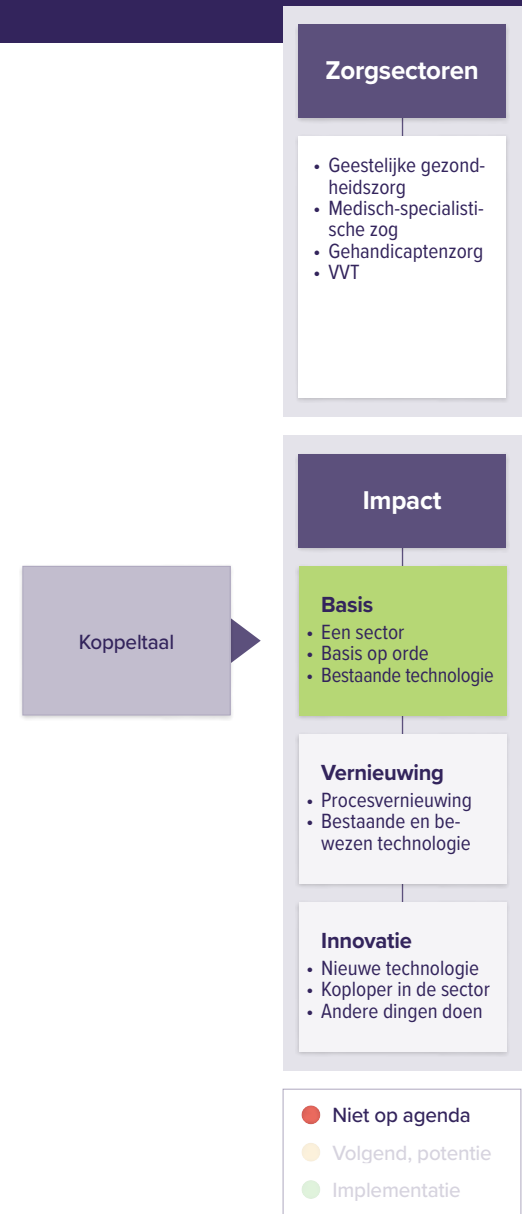 Zorgsectoren
• Geestelijke gezond-
heidszorg
• Medisch-specialisti-
sche zog
• Gehandicaptenzorg
• VVT
Impact
Koppeltaal
Basis
• Een sector
• Basis op orde
• Bestaande technologie
Vernieuwing
• Procesvernieuwing
• Bestaande en be-
wezen technologie
Innovatie
• Nieuwe technologie
• Koploper in de sector
• Andere dingen doen
Niet op agenda
Volgend, potentie
Implementatie